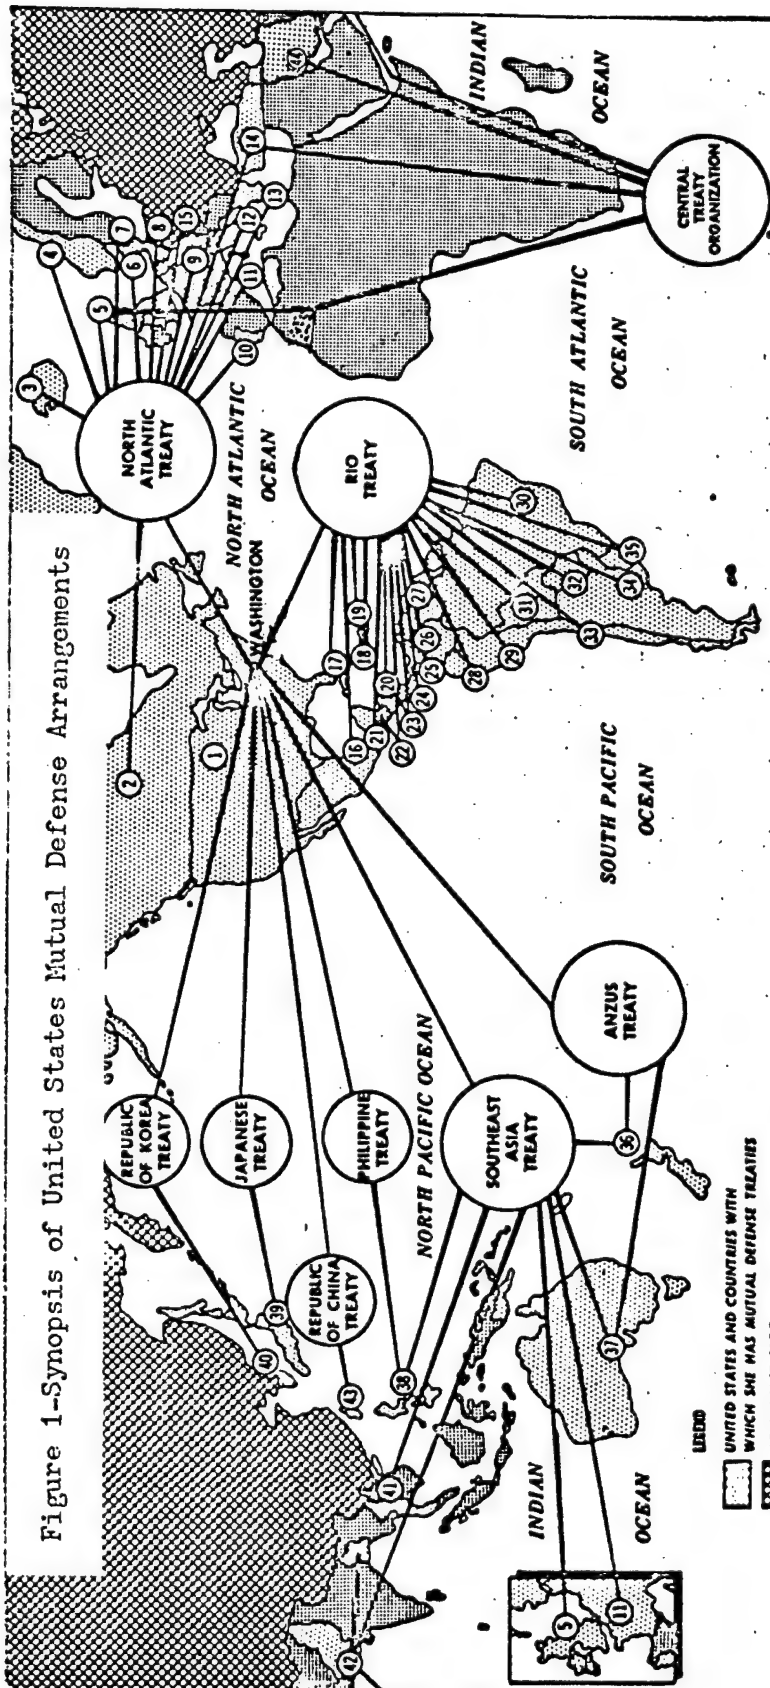 Figure 1-Synopsis of United States Mutual Defense Arrangements
REPUBLIC
OF KOREA
TREATY
JAPANESE
TREATY
REPUBLIC
OF CHINA
TREATY
PHILIPPINE
TREATY
NORTH PACIFIC OCEAN
SOUTHEAST
ASIA
TREATY
ANZUS
TREATY
SOUTH PACIFIC
OCEAN
WASHINGTON
NORTH
ATLANTIC
TREATY
NORTH ATLANTIC
OCEAN
RIO
TREATY
SOUTH ATLANTIC
OCEAN
CENTRAL
TREATY
ORGANIZATION
INDIAN
OCEAN
INDIAN
OCEAN
1
2
3
4
5
6
7
8
9
10
11
12
13
14
15
16
17
18
19
20
21
22
23
24
25
26
27
28
29
30
31
32
33
34
35
36
37
38
39
40
41
42
43
5
11
LEGEND
UNITED STATES AND COUNTRIES WITH
WHICH SHE HAS MUTUAL DEFENSE TREATIES